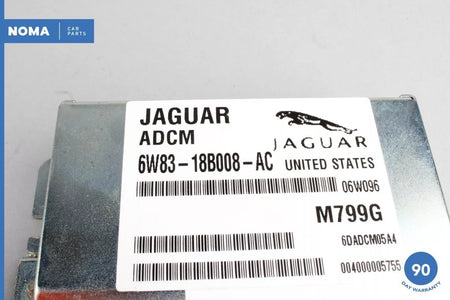 NOMA CAR PARTS
JAGUAR
ADCM
JAGUAR
6W83-18B008-AC UNITED STATES
06W096
M799G
6DADCM05A4
004000005755
90
DAY WARRANTY